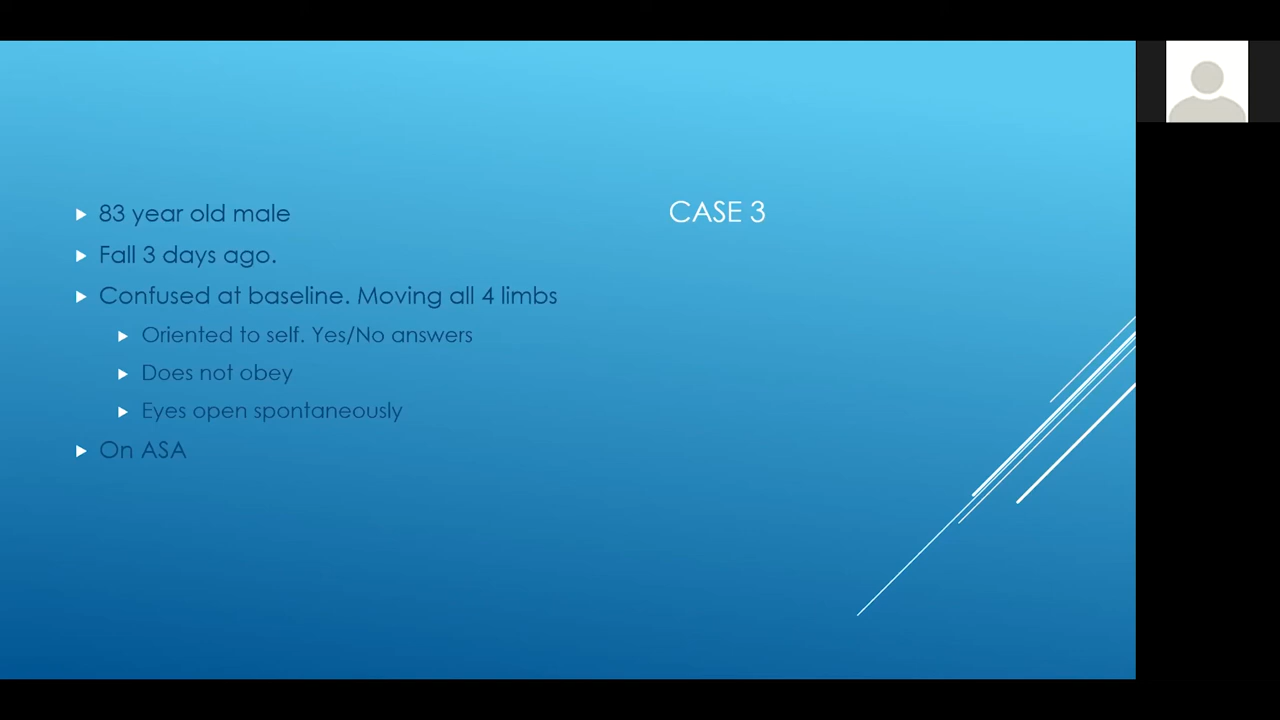 CASE 3
83 year old male
Fall 3 days ago.
Confused at baseline. Moving all 4 limbs
Oriented to self. Yes/No answers
Does not obey
Eyes open spontaneously
On ASA